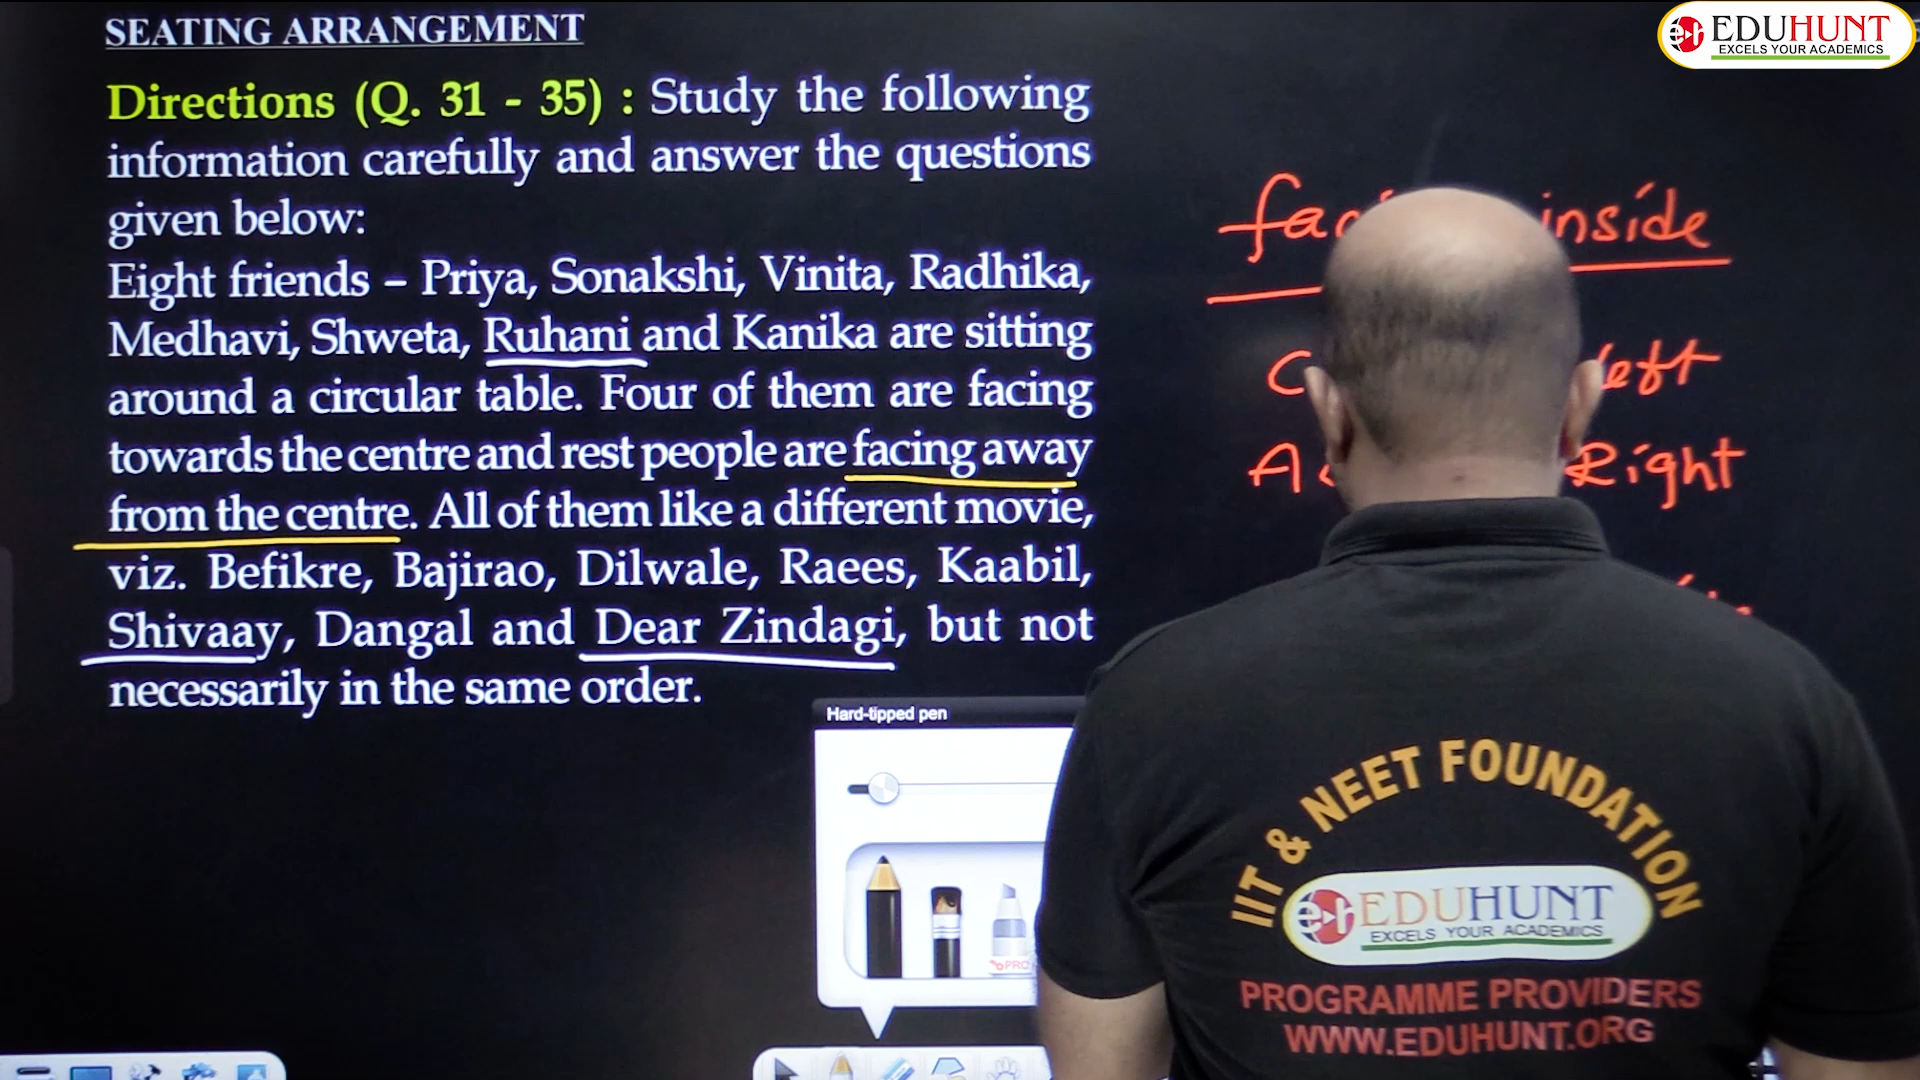 SEATING ARRANGEMENT
EDUHUNT
EXCELS YOUR ACADEMICS
Directions (Q. 31 - 35) : Study the following
information carefully and answer the questions
given below:
Eight friends – Priya, Sonakshi, Vinita, Radhika,
Medhavi, Shweta, Ruhani and Kanika are sitting
around a circular table. Four of them are facing
towards the centre and rest people are facing away
from the centre. All of them like a different movie,
viz. Befikre, Bajirao, Dilwale, Raees, Kaabil,
Shivaay, Dangal and Dear Zindagi, but not
necessarily in the same order.
inside
left
Right
Hard-tipped pen
PRO
IIT & NEET FOUNDATION
EDUHUNT
EXCELS YOUR ACADEMICS
PROGRAMME PROVIDERS
WWW.EDUHUNT.ORG